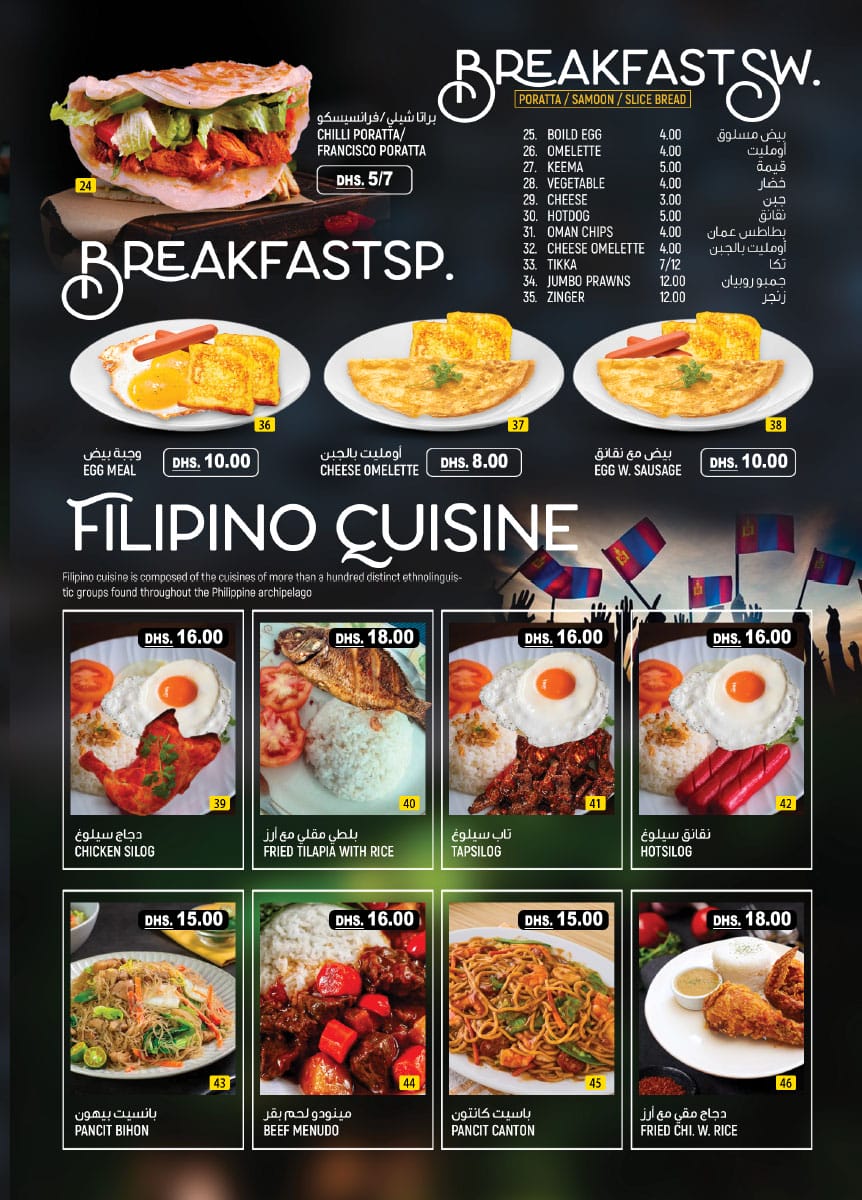 براتا شيلي/فرانسيسكو
CHILLI PORATTA/
FRANCISCO PORATTA
DHS. 5/7
24
BREAKFAST SW.
PORATTA / SAMOON / SLICE BREAD
25. BOILD EGG 4.00 بيض مسلوق
26. OMELETTE 4.00 أومليت
27. KEEMA 5.00 قيمة
28. VEGETABLE 4.00 خضار
29. CHEESE 3.00 جبن
30. HOTDOG 5.00 نقانق
31. OMAN CHIPS 4.00 بطاطس عمان
32. CHEESE OMELETTE 4.00 أومليت بالجبن
33. TIKKA 7/12 تكا
34. JUMBO PRAWNS 12.00 جمبو روبيان
35. ZINGER 12.00 زنجر
BREAKFAST SP.
36
وجبة بيض
EGG MEAL
DHS. 10.00
37
أومليت بالجبن
CHEESE OMELETTE
DHS. 8.00
38
بيض مع نقانق
EGG W. SAUSAGE
DHS. 10.00
FILIPINO CUISINE
Filipino cuisine is composed of the cuisines of more than a hundred distinct ethnolinguis-
tic groups found throughout the Philippine archipelago
DHS. 16.00
39
دجاج سيلوغ
CHICKEN SILOG
DHS. 18.00
40
بلطي مقلي مع أرز
FRIED TILAPIA WITH RICE
DHS. 16.00
41
تاب سيلوغ
TAPSILOG
DHS. 16.00
42
نقانق سيلوغ
HOTSILOG
DHS. 15.00
43
بانسيت بيهون
PANCIT BIHON
DHS. 16.00
44
مينودو لحم بقر
BEEF MENUDO
DHS. 15.00
45
باسيت كانتون
PANCIT CANTON
DHS. 18.00
46
دجاج مقي مع أرز
FRIED CHI. W. RICE